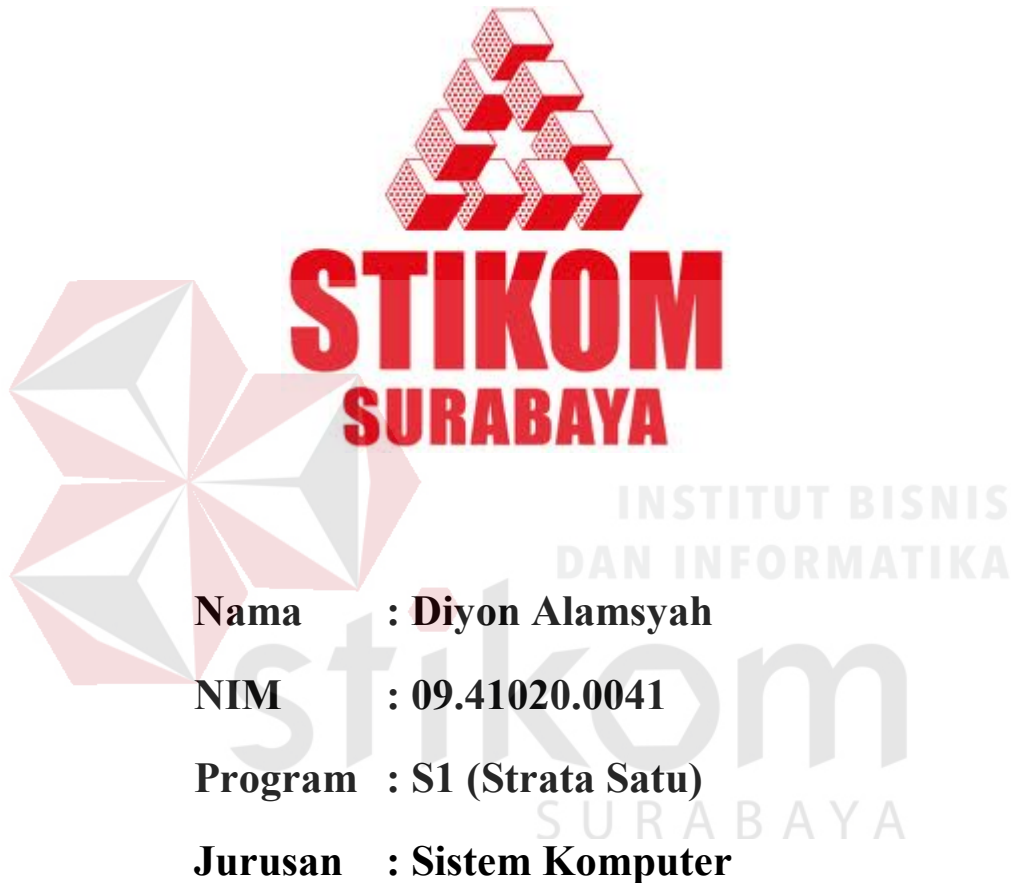 STIKOM
SURABAYA
INSTITUT BISNIS
DAN INFORMATIKA
stikom
SURABAYA
Nama : Diyon Alamsyah
NIM : 09.41020.0041
Program : S1 (Strata Satu)
Jurusan : Sistem Komputer